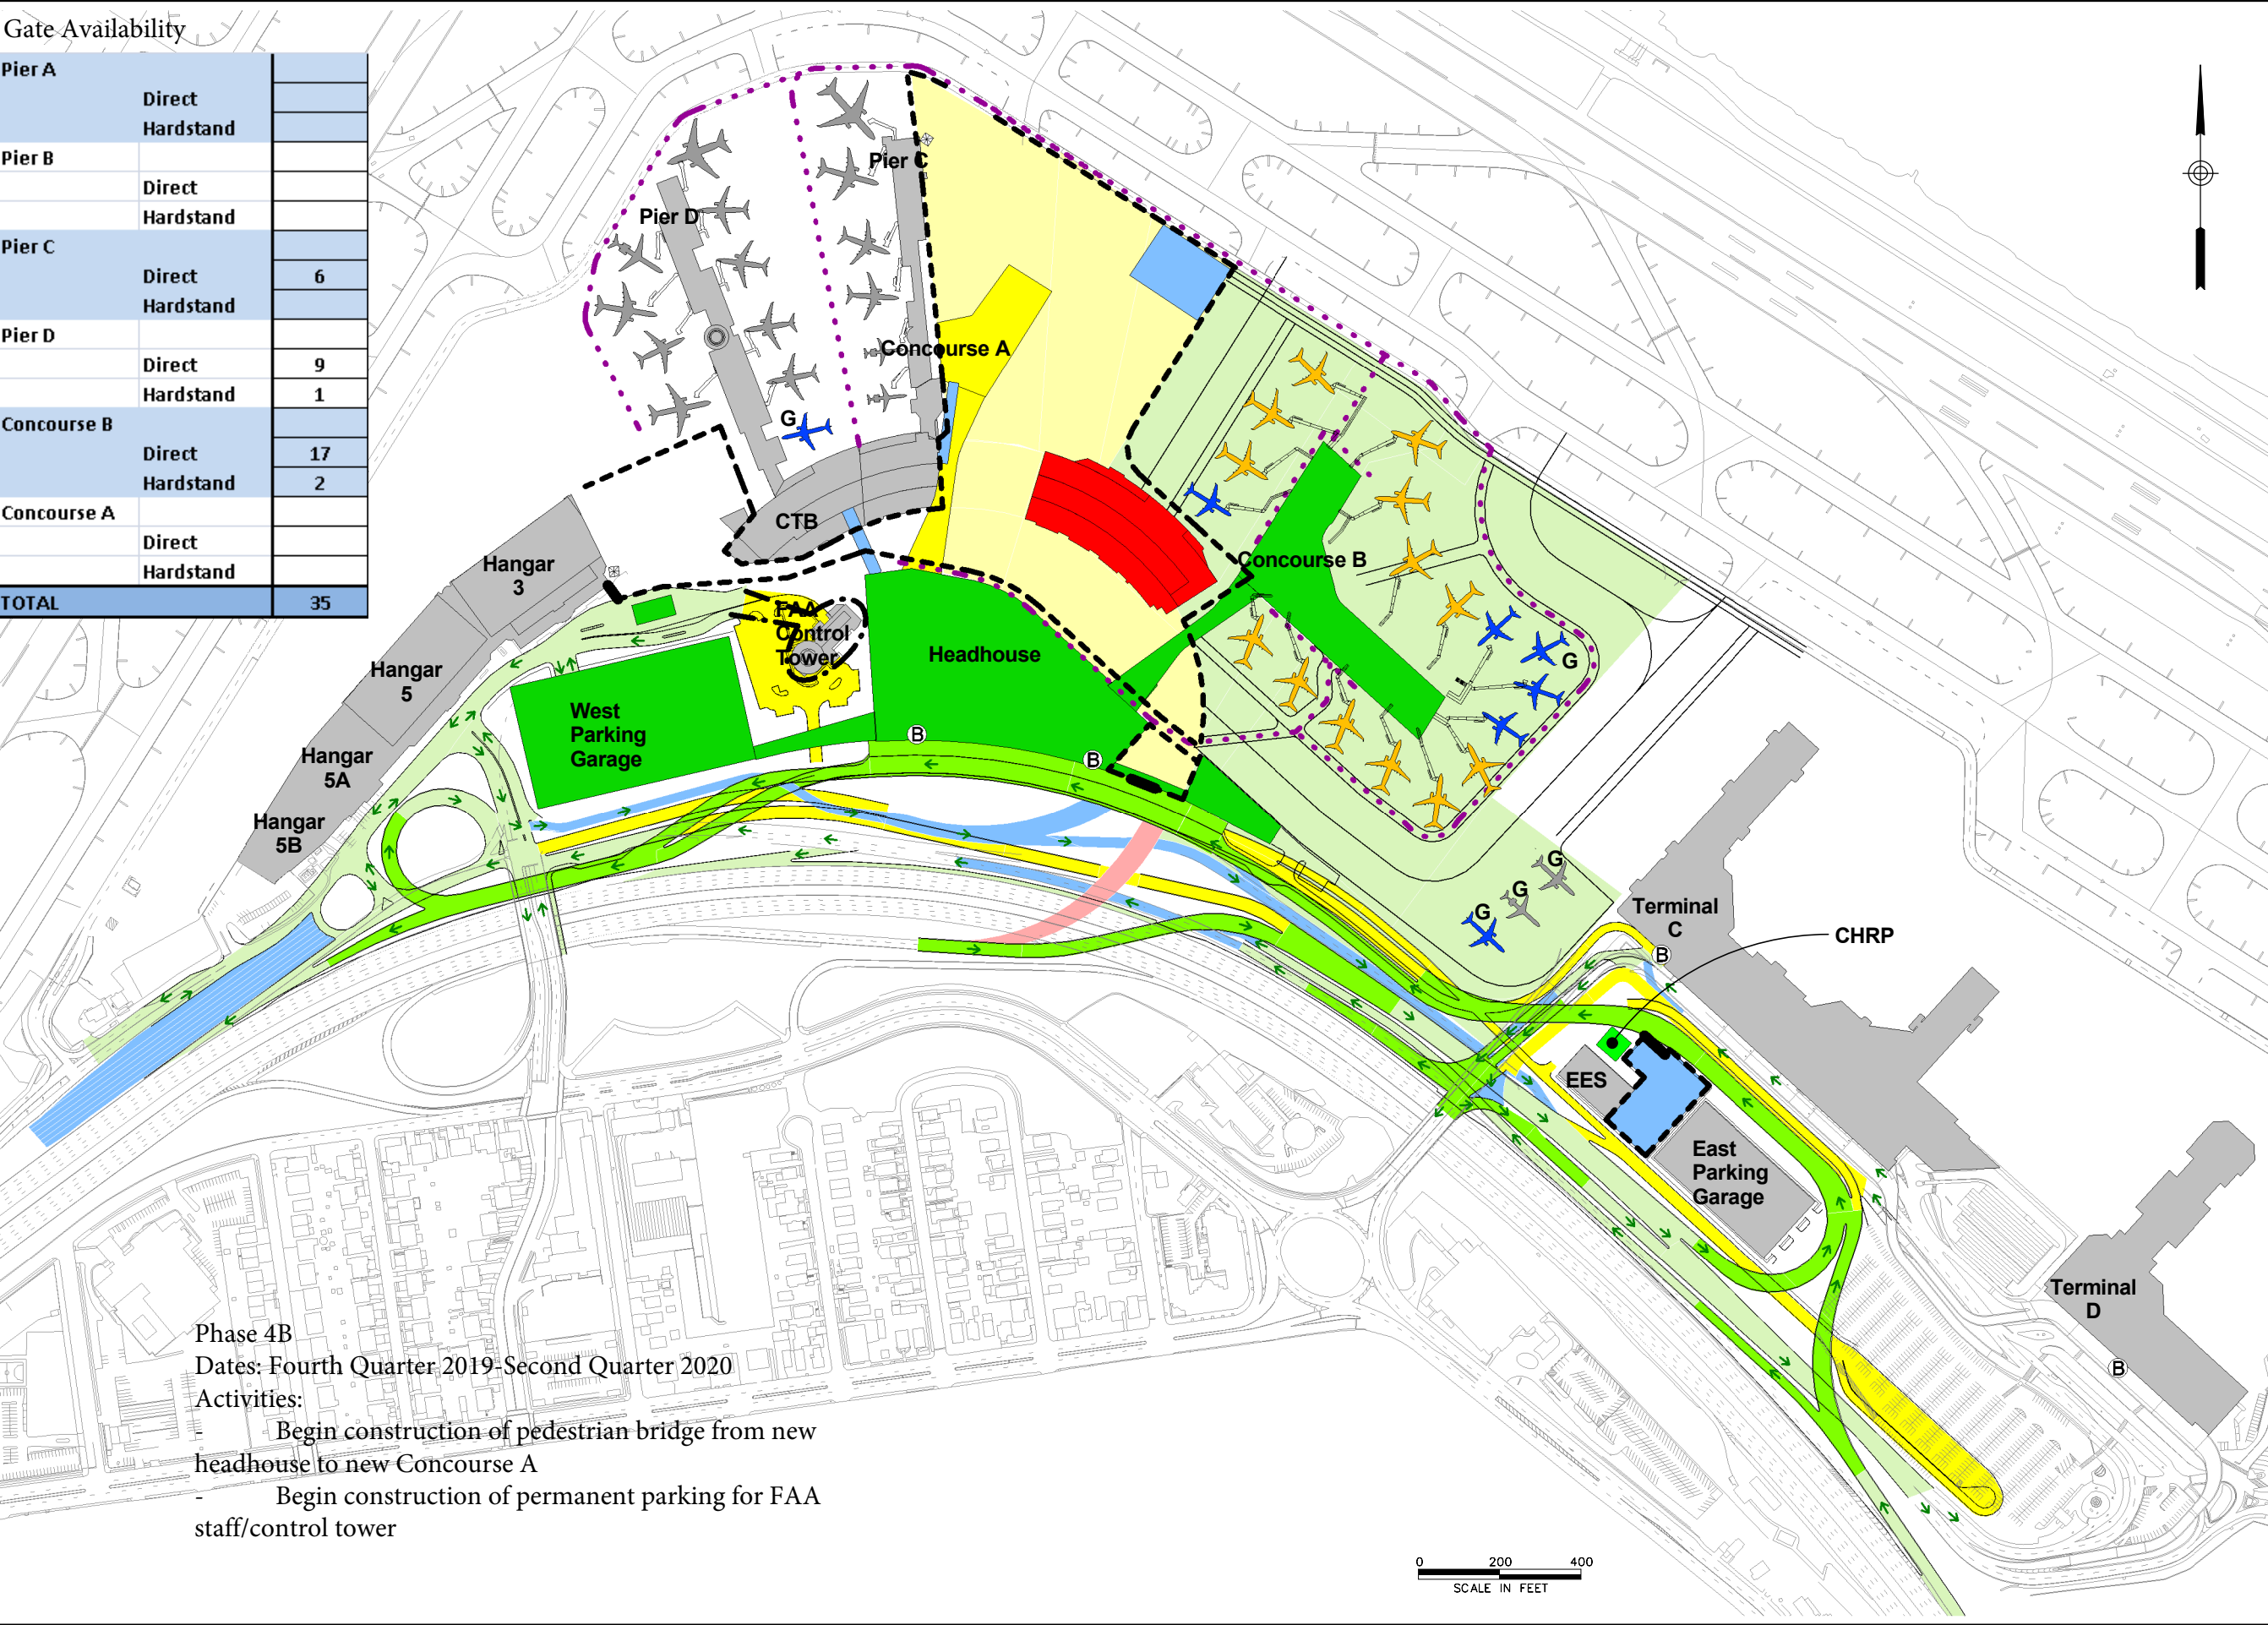 Gate Availability
Pier A
Direct
Hardstand
Pier B
Direct
Hardstand
Pier C
Direct 6
Hardstand
Pier D
Direct 9
Hardstand 1
Concourse B
Direct 17
Hardstand 2
Concourse A
Direct
Hardstand
TOTAL 35
Pier C
Pier D
Concourse A
G
CTB
Concourse B
Hangar
3
FAA
Control
Tower
Headhouse
G
Hangar
5
West
Parking
Garage
B
B
Hangar
5A
Hangar
5B
G
G
G
Terminal
C
B
CHRP
EES
East
Parking
Garage
Terminal
D
B
Phase 4B
Dates: Fourth Quarter 2019-Second Quarter 2020
Activities:
- Begin construction of pedestrian bridge from new
headhouse to new Concourse A
- Begin construction of permanent parking for FAA
staff/control tower
0 200 400
SCALE IN FEET